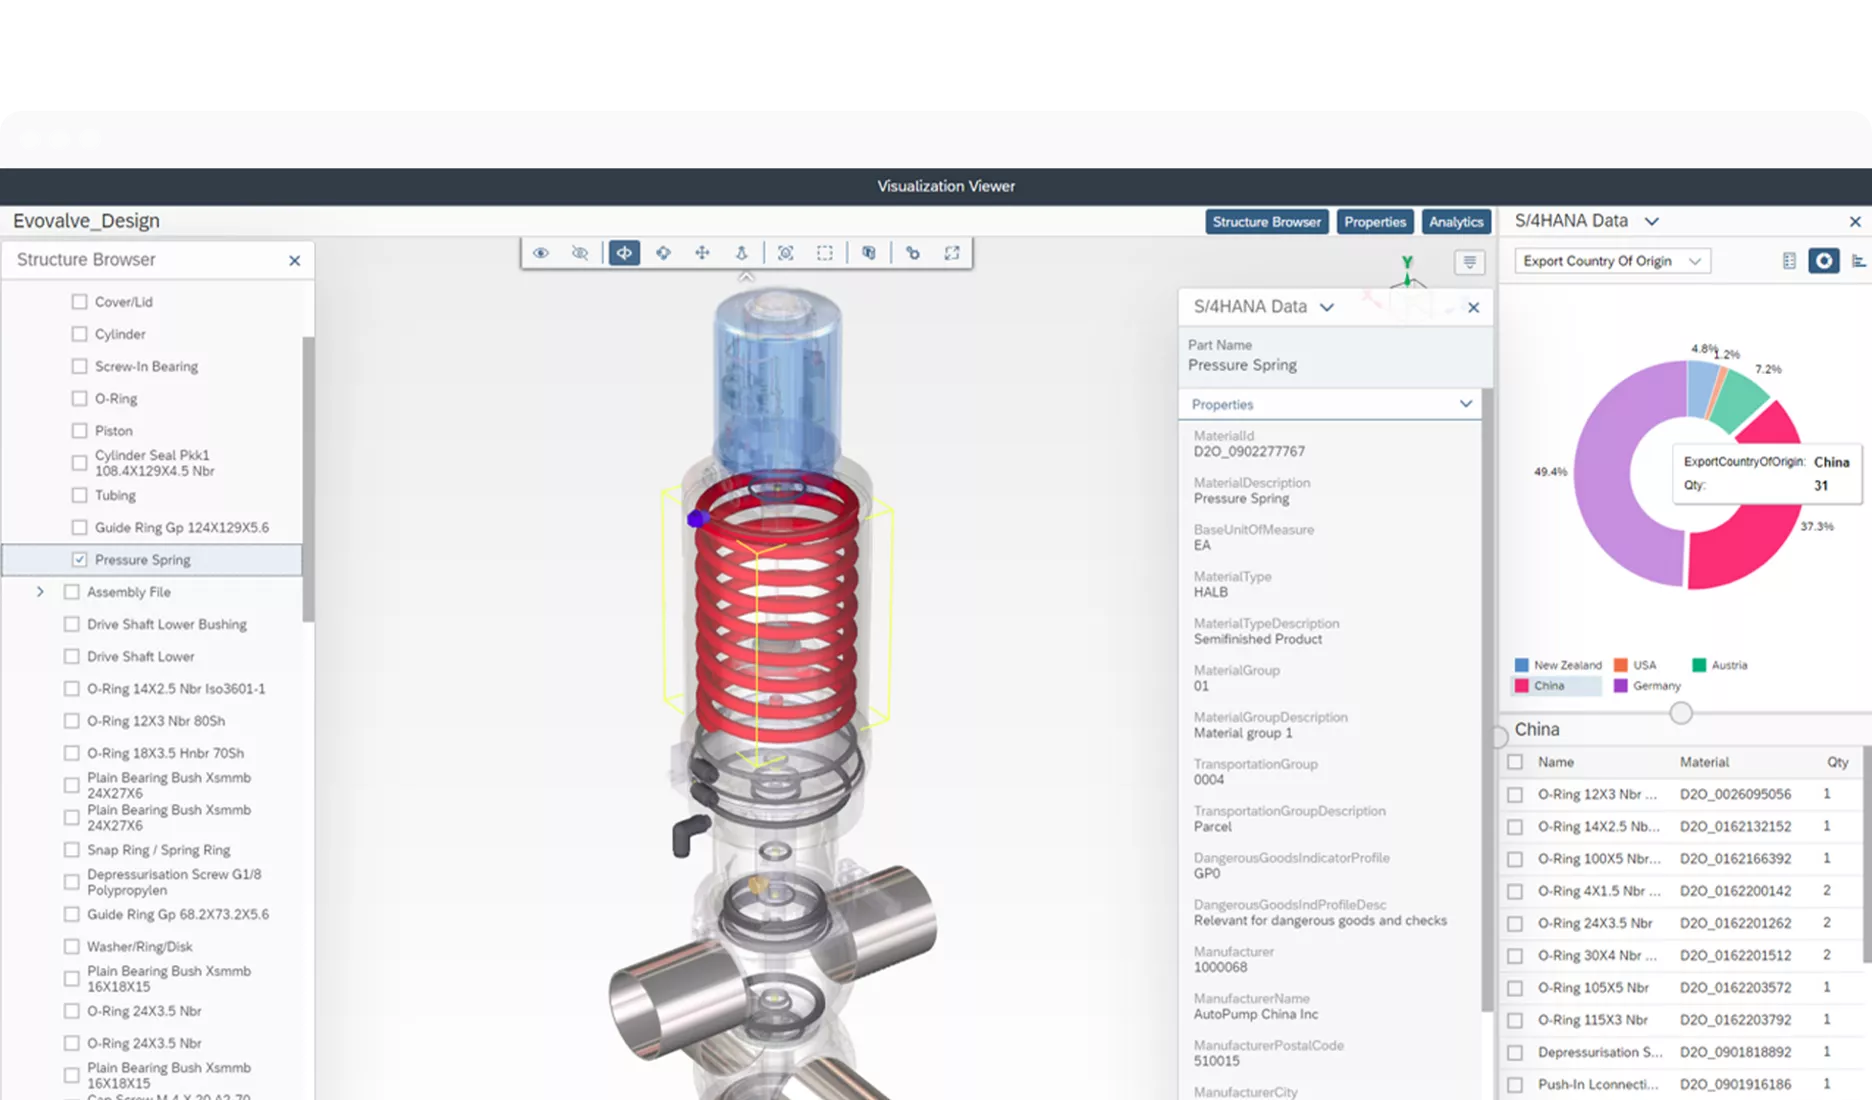 Visualization Viewer
Evovalve_Design
Structure Browser
Properties
Analytics
Structure Browser
Cover/Lid
Cylinder
Screw-In Bearing
O-Ring
Piston
Cylinder Seal Pkk1
108.4X129X4.5 Nbr
Tubing
Guide Ring Gp 124X129X5.6
Pressure Spring
Assembly File
Drive Shaft Lower Bushing
Drive Shaft Lower
O-Ring 14X2.5 Nbr Iso3601-1
O-Ring 12X3 Nbr 80Sh
O-Ring 18X3.5 Hnbr 70Sh
Plain Bearing Bush Xsmmb
24X27X6
Plain Bearing Bush Xsmmb
24X27X6
Snap Ring / Spring Ring
Depressurisation Screw G1/8
Polypropylen
Guide Ring Gp 68.2X73.2X5.6
Washer/Ring/Disk
Plain Bearing Bush Xsmmb
16X18X15
O-Ring 24X3.5 Nbr
O-Ring 24X3.5 Nbr
Plain Bearing Bush Xsmmb
16X18X15
Cap Screw M 4 X 20 A2-70
Y
S/4HANA Data
Part Name
Pressure Spring
Properties
MaterialId
D2O_0902277767
MaterialDescription
Pressure Spring
BaseUnitOfMeasure
EA
MaterialType
HALB
MaterialTypeDescription
Semifinished Product
MaterialGroup
01
MaterialGroupDescription
Material group 1
TransportationGroup
0004
TransportationGroupDescription
Parcel
DangerousGoodsIndicatorProfile
GP0
DangerousGoodsIndProfileDesc
Relevant for dangerous goods and checks
Manufacturer
1000068
ManufacturerName
AutoPump China Inc
ManufacturerPostalCode
510015
ManufacturerCity
S/4HANA Data
Export Country Of Origin
4.8%
1.2%
7.2%
49.4%
37.3%
ExportCountryOfOrigin: China
Qty: 31
New Zealand USA Austria
China Germany
China
Name Material Qty
O-Ring 12X3 Nbr ... D2O_0026095056 1
O-Ring 14X2.5 Nb... D2O_0162132152 1
O-Ring 100X5 Nbr... D2O_0162166392 1
O-Ring 4X1.5 Nbr ... D2O_0162200142 2
O-Ring 24X3.5 Nbr D2O_0162201262 2
O-Ring 30X4 Nbr ... D2O_0162201512 2
O-Ring 105X5 Nbr D2O_0162203572 1
O-Ring 115X3 Nbr D2O_0162203792 1
Depressurisation S... D2O_0901818892 1
Push-In Lconnecti... D2O_0901916186 1